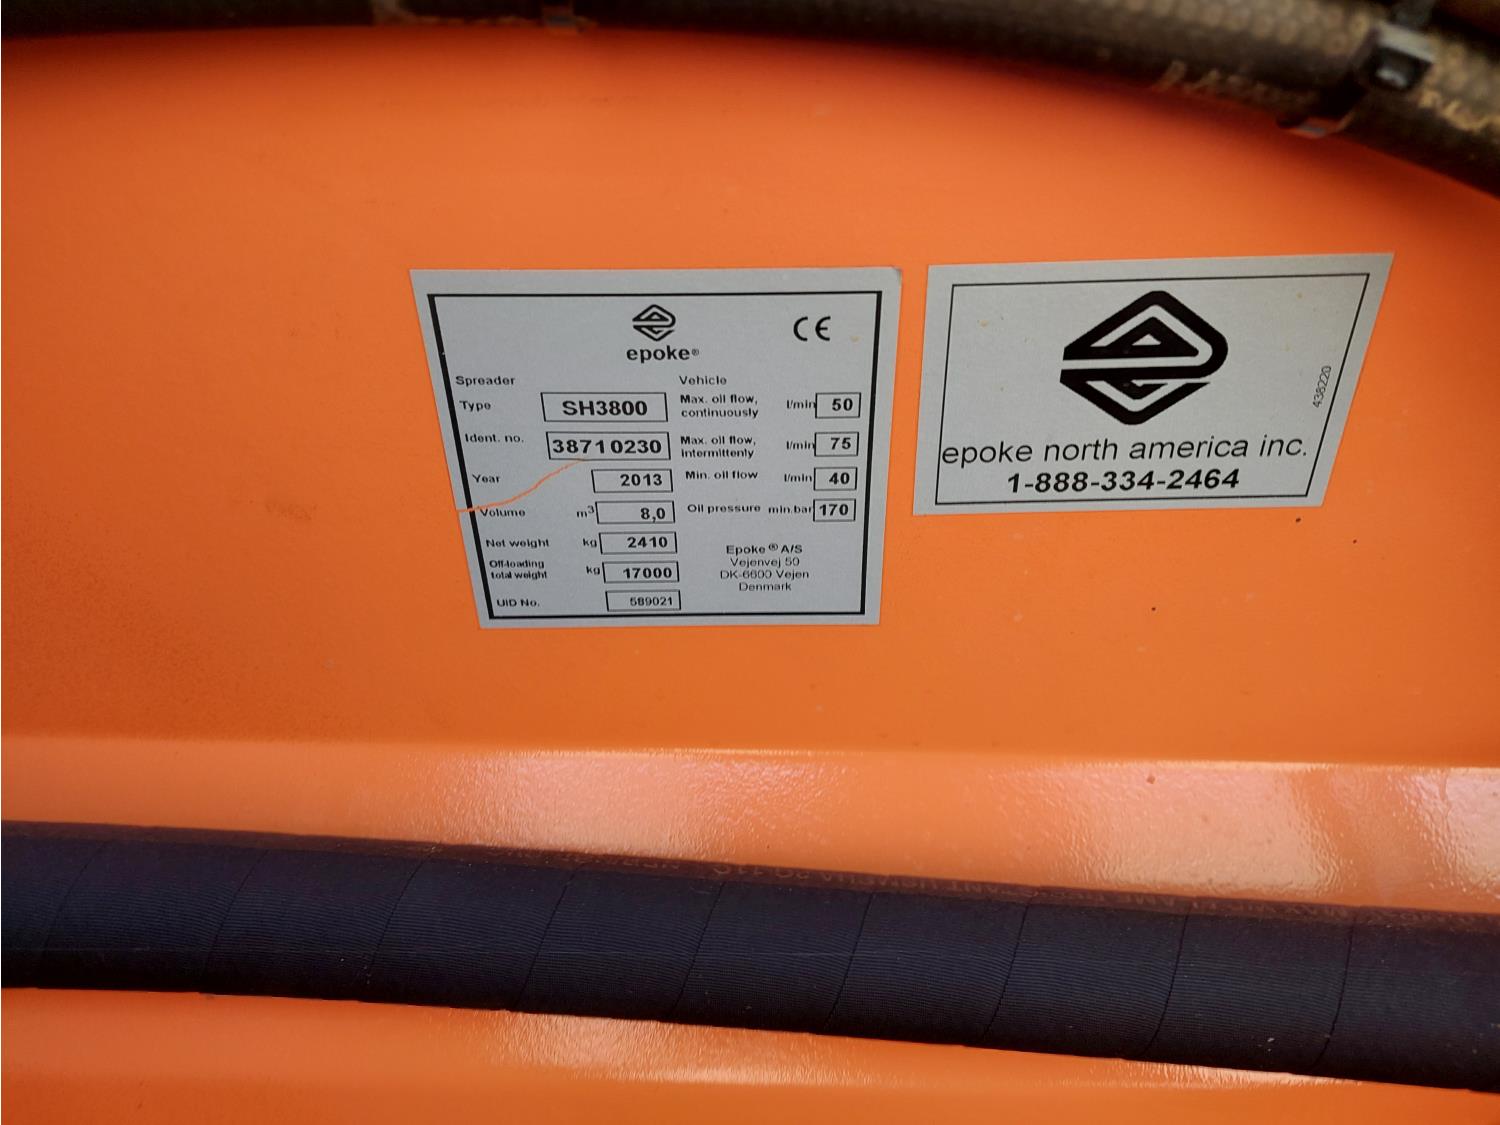 epoke®
CE
Spreader
Type SH3800
Ident. no. 38710230
Year 2013
Volume m³ 8,0
Net weight kg 2410
Off-loading
total weight kg 17000
UID No. 589021
Vehicle
Max. oil flow,
continuously l/min 50
Max. oil flow,
intermittenly l/min 75
Min. oil flow l/min 40
Oil pressure min.bar 170
Epoke® A/S
Vejenvej 50
DK-6600 Vejen
Denmark
epoke north america inc.
1-888-334-2464
438220